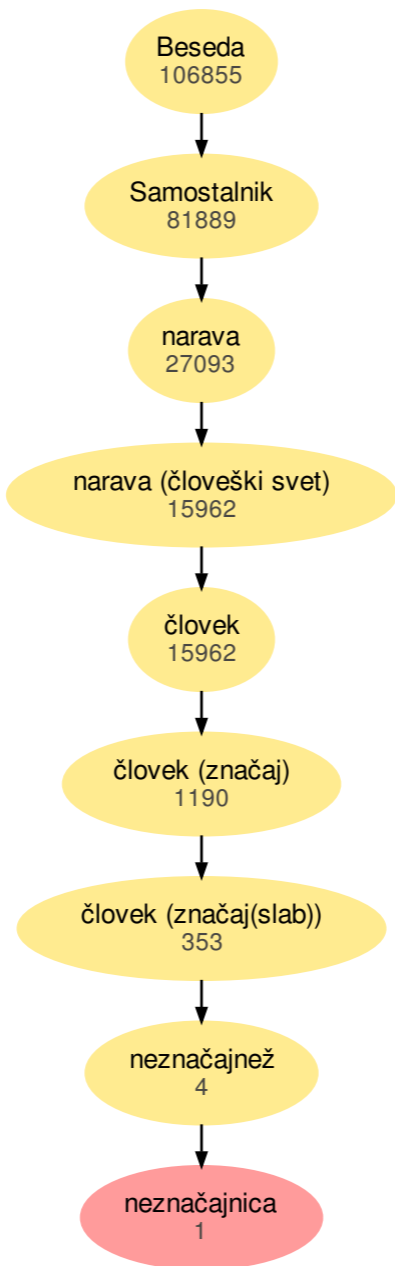 Beseda
106855
Samostalnik
81889
narava
27093
narava (človeški svet)
15962
človek
15962
človek (značaj)
1190
človek (značaj(slab))
353
neznačajnež
4
neznačajnica
1